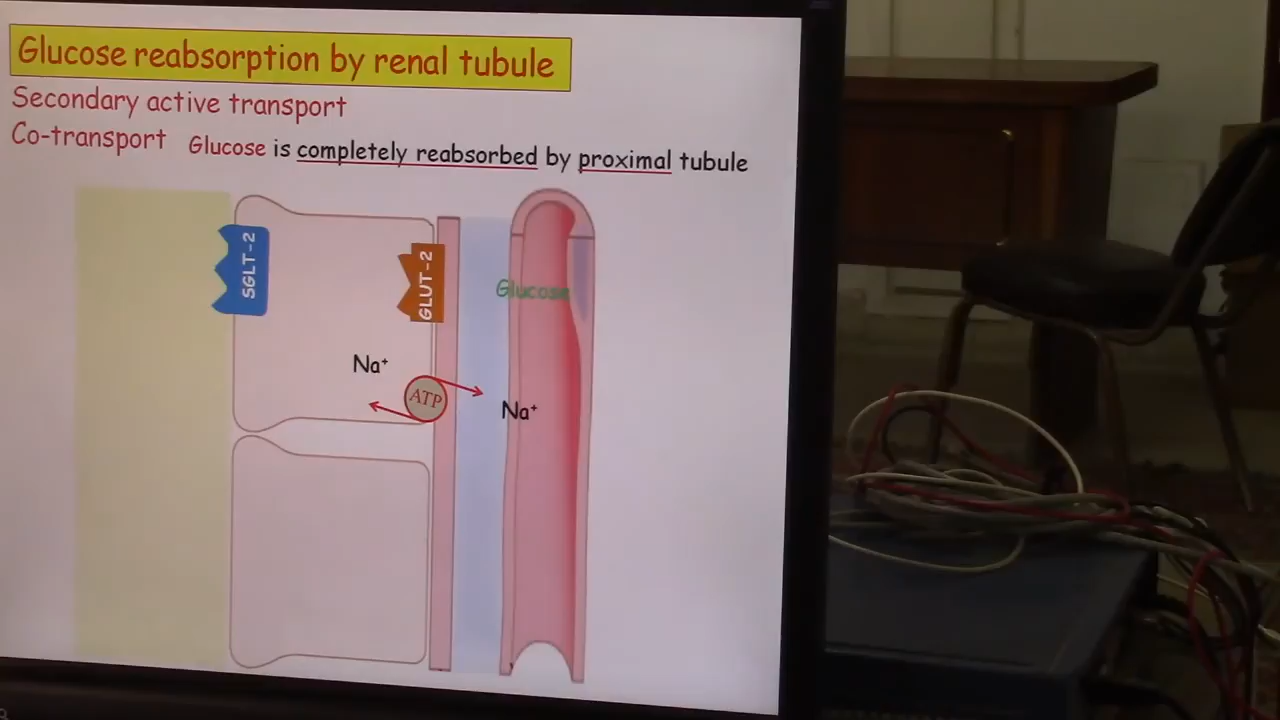 Glucose reabsorption by renal tubule
Secondary active transport
Co-transport Glucose is completely reabsorbed by proximal tubule
SGLT-2
GLUT-2
Glucose
Na⁺
ATP
Na⁺